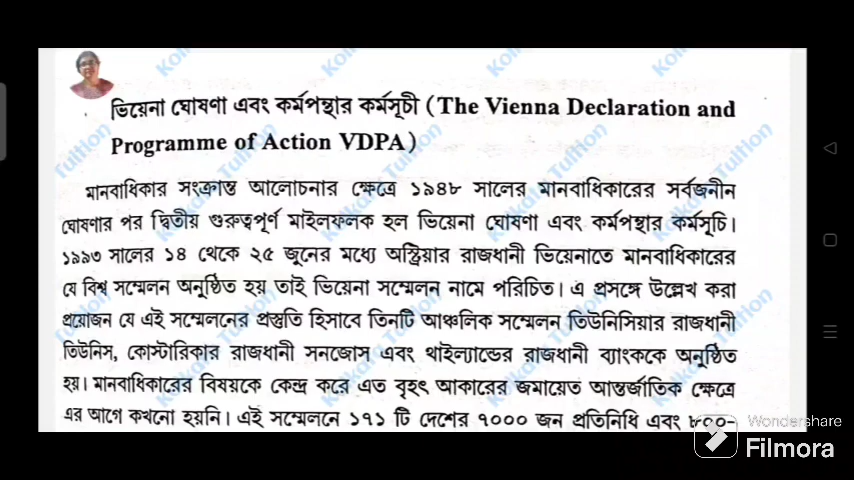 ভিয়েনা ঘোষণা এবং কর্মপন্থার কর্মসূচী (The Vienna Declaration and
Programme of Action VDPA)
মানবাধিকার সংক্রান্ত আলোচনার ক্ষেত্রে ১৯৪৮ সালের মানবাধিকারের সর্বজনীন
ঘোষণার পর দ্বিতীয় গুরুত্বপূর্ণ মাইলফলক হল ভিয়েনা ঘোষণা এবং কর্মপন্থার কর্মসূচি।
১৯৯৩ সালের ১৪ থেকে ২৫ জুনের মধ্যে অস্ট্রিয়ার রাজধানী ভিয়েনাতে মানবাধিকারের
যে বিশ্ব সম্মেলন অনুষ্ঠিত হয় তাই ভিয়েনা সম্মেলন নামে পরিচিত। এ প্রসঙ্গে উল্লেখ করা
প্রয়োজন যে এই সম্মেলনের প্রস্তুতি হিসাবে তিনটি আঞ্চলিক সম্মেলন তিউনিসিয়ার রাজধানী
তিউনিস, কোস্টারিকার রাজধানী সনজোস এবং থাইল্যান্ডের রাজধানী ব্যাংককে অনুষ্ঠিত
হয়। মানবাধিকারের বিষয়কে কেন্দ্র করে এত বৃহৎ আকারের জমায়েত আন্তর্জাতিক ক্ষেত্রে
এর আগে কখনো হয়নি। এই সম্মেলনে ১৭১ টি দেশের ৭০০০ জন প্রতিনিধি এবং ৮০০-
Wondershare
Filmora